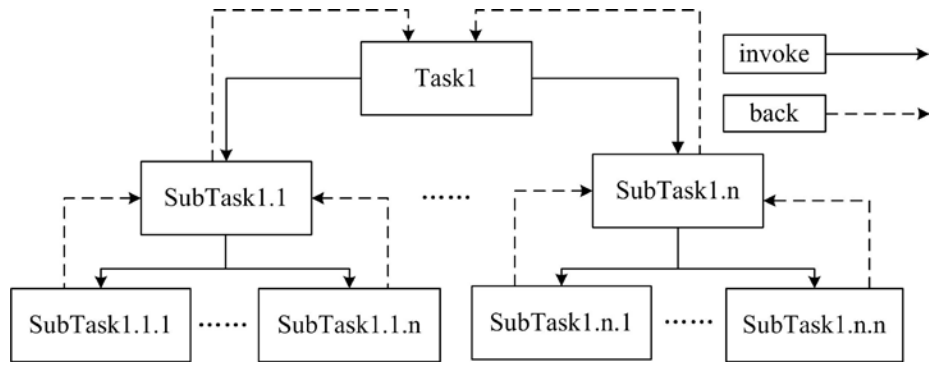 Task1
invoke
back
SubTask1.1
......
SubTask1.n
SubTask1.1.1
......
SubTask1.1.n
SubTask1.n.1
......
SubTask1.n.n